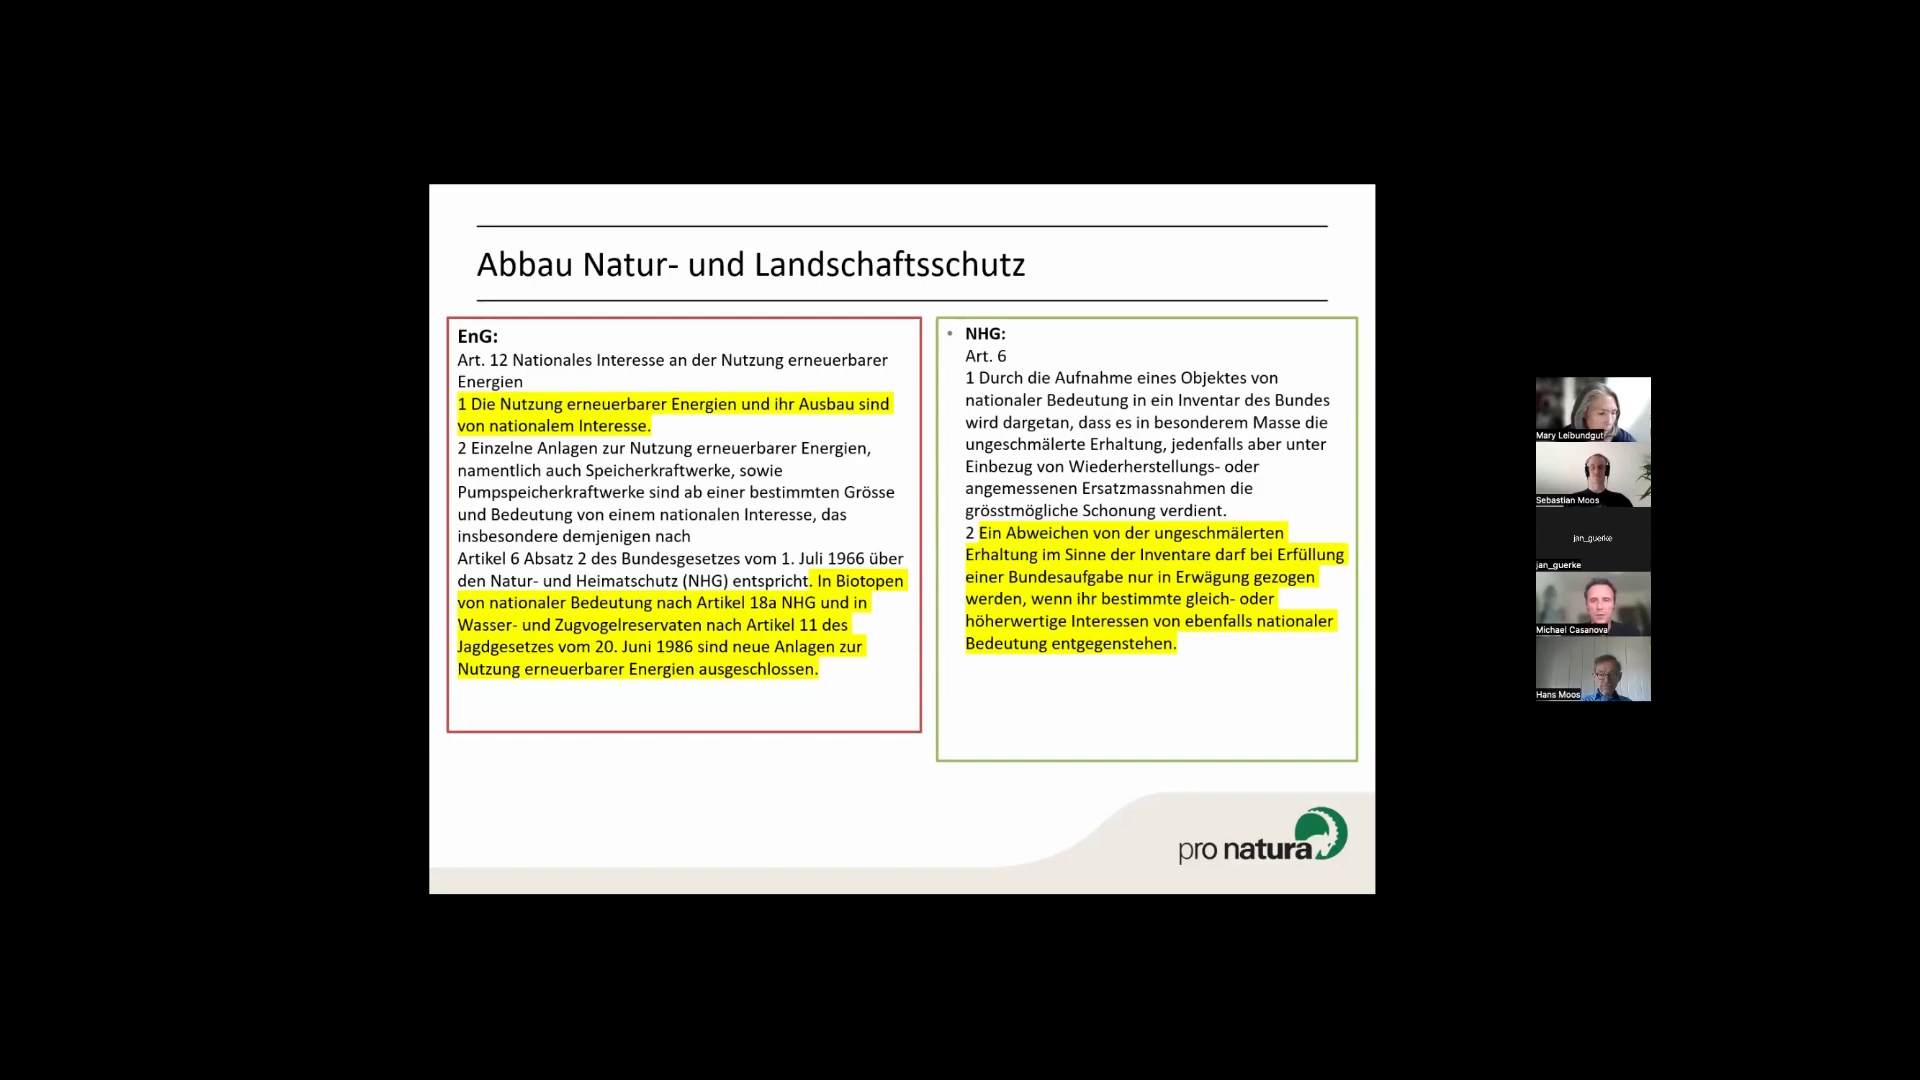 Abbau Natur- und Landschaftsschutz
EnG:
Art. 12 Nationales Interesse an der Nutzung erneuerbarer
Energien
1 Die Nutzung erneuerbarer Energien und ihr Ausbau sind
von nationalem Interesse.
2 Einzelne Anlagen zur Nutzung erneuerbarer Energien,
namentlich auch Speicherkraftwerke, sowie
Pumpspeicherkraftwerke sind ab einer bestimmten Grösse
und Bedeutung von einem nationalen Interesse, das
insbesondere demjenigen nach
Artikel 6 Absatz 2 des Bundesgesetzes vom 1. Juli 1966 über
den Natur- und Heimatschutz (NHG) entspricht. In Biotopen
von nationaler Bedeutung nach Artikel 18a NHG und in
Wasser- und Zugvogelreservaten nach Artikel 11 des
Jagdgesetzes vom 20. Juni 1986 sind neue Anlagen zur
Nutzung erneuerbarer Energien ausgeschlossen.
• NHG:
Art. 6
1 Durch die Aufnahme eines Objektes von
nationaler Bedeutung in ein Inventar des Bundes
wird dargetan, dass es in besonderem Masse die
ungeschmälerte Erhaltung, jedenfalls aber unter
Einbezug von Wiederherstellungs- oder
angemessenen Ersatzmassnahmen die
grösstmögliche Schonung verdient.
2 Ein Abweichen von der ungeschmälerten
Erhaltung im Sinne der Inventare darf bei Erfüllung
einer Bundesaufgabe nur in Erwägung gezogen
werden, wenn ihr bestimmte gleich- oder
höherwertige Interessen von ebenfalls nationaler
Bedeutung entgegenstehen.
pro natura
Mary Leibundgut
Sebastian Moos
jan_guerke
jan_guerke
Michael Casanova
Hans Moos